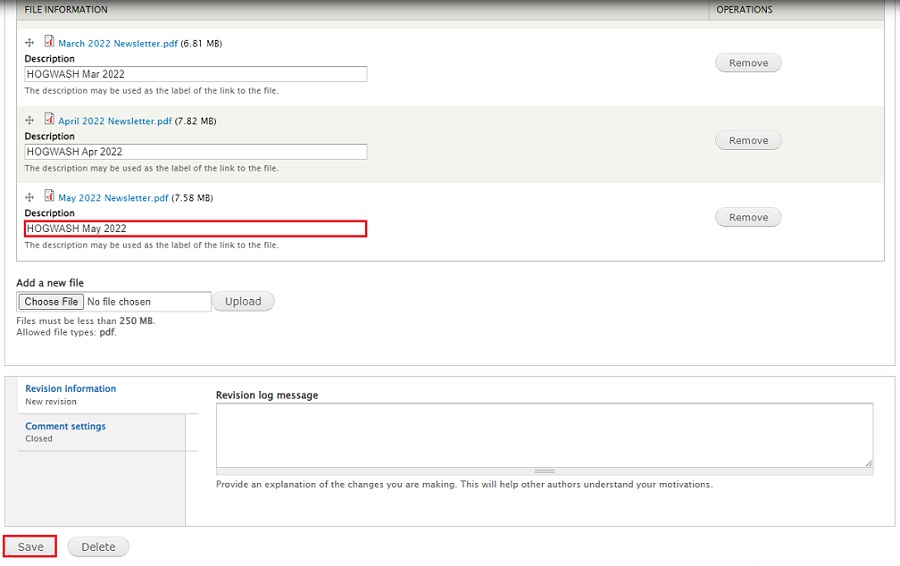 FILE INFORMATION OPERATIONS
March 2022 Newsletter.pdf (6.81 MB)
Description
Remove
HOGWASH Mar 2022
The description may be used as the label of the link to the file.
April 2022 Newsletter.pdf (7.82 MB)
Description
Remove
HOGWASH Apr 2022
The description may be used as the label of the link to the file.
May 2022 Newsletter.pdf (7.58 MB)
Description
Remove
HOGWASH May 2022
The description may be used as the label of the link to the file.
Add a new file
Choose File No file chosen Upload
Files must be less than 250 MB.
Allowed file types: pdf.
Revision information
New revision
Comment settings
Closed
Revision log message
Provide an explanation of the changes you are making. This will help other authors understand your motivations.
Save Delete